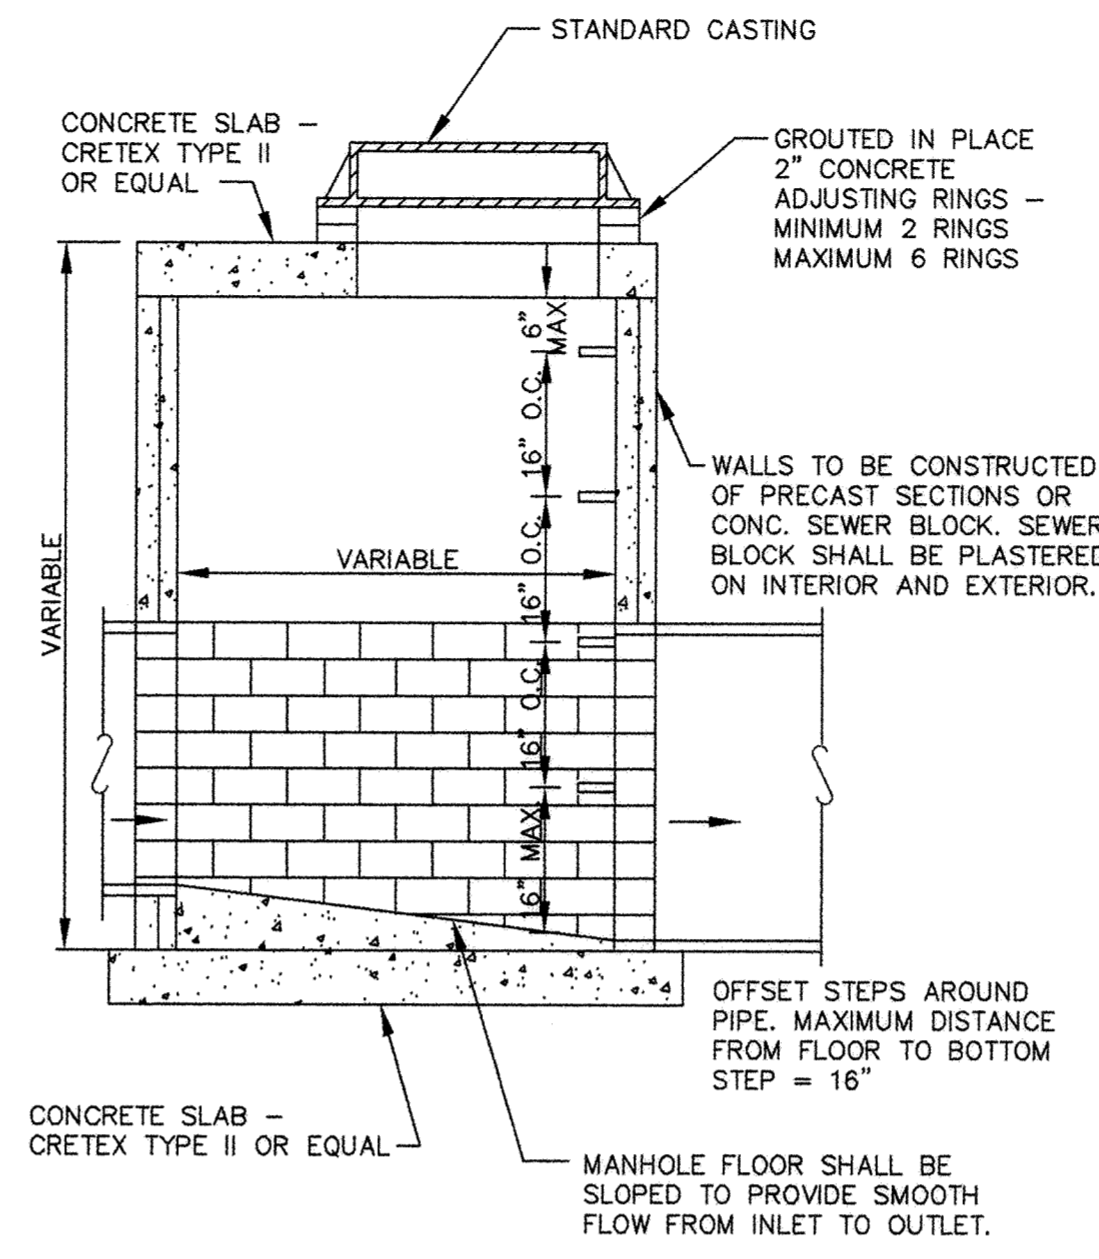 STANDARD CASTING
CONCRETE SLAB –
CRETEX TYPE II
OR EQUAL
GROUTED IN PLACE
2" CONCRETE
ADJUSTING RINGS –
MINIMUM 2 RINGS
MAXIMUM 6 RINGS
6"
MAX
16" O.C.
WALLS TO BE CONSTRUCTED
OF PRECAST SECTIONS OR
CONC. SEWER BLOCK. SEWER
BLOCK SHALL BE PLASTERED
ON INTERIOR AND EXTERIOR.
16" O.C.
VARIABLE
VARIABLE
16" O.C.
16" MAX.
OFFSET STEPS AROUND
PIPE. MAXIMUM DISTANCE
FROM FLOOR TO BOTTOM
STEP = 16"
CONCRETE SLAB –
CRETEX TYPE II OR EQUAL
MANHOLE FLOOR SHALL BE
SLOPED TO PROVIDE SMOOTH
FLOW FROM INLET TO OUTLET.